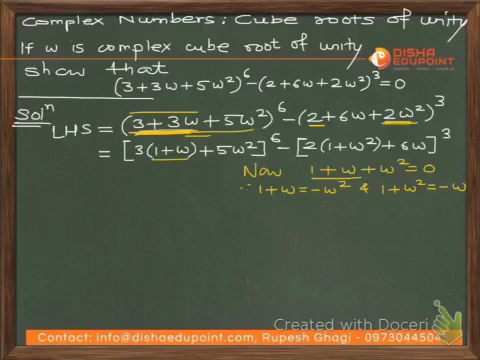 Complex Numbers: Cube roots of unity
If ω is complex cube root of unity
show that
(3+3ω+5ω²)⁶-(2+6ω+2ω²)³=0
DISHA
EDUPOINT
Solⁿ
LHS = (3+3ω+5ω²)⁶-(2+6ω+2ω²)³
= [3(1+ω)+5ω²]⁶-[2(1+ω²)+6ω]³
Now 1+ω+ω²=0
∵ 1+ω=-ω² & 1+ω²=-ω
Created with Doceri
Contact: info@dishaedupoint.com, Rupesh Ghagi - 0973044504